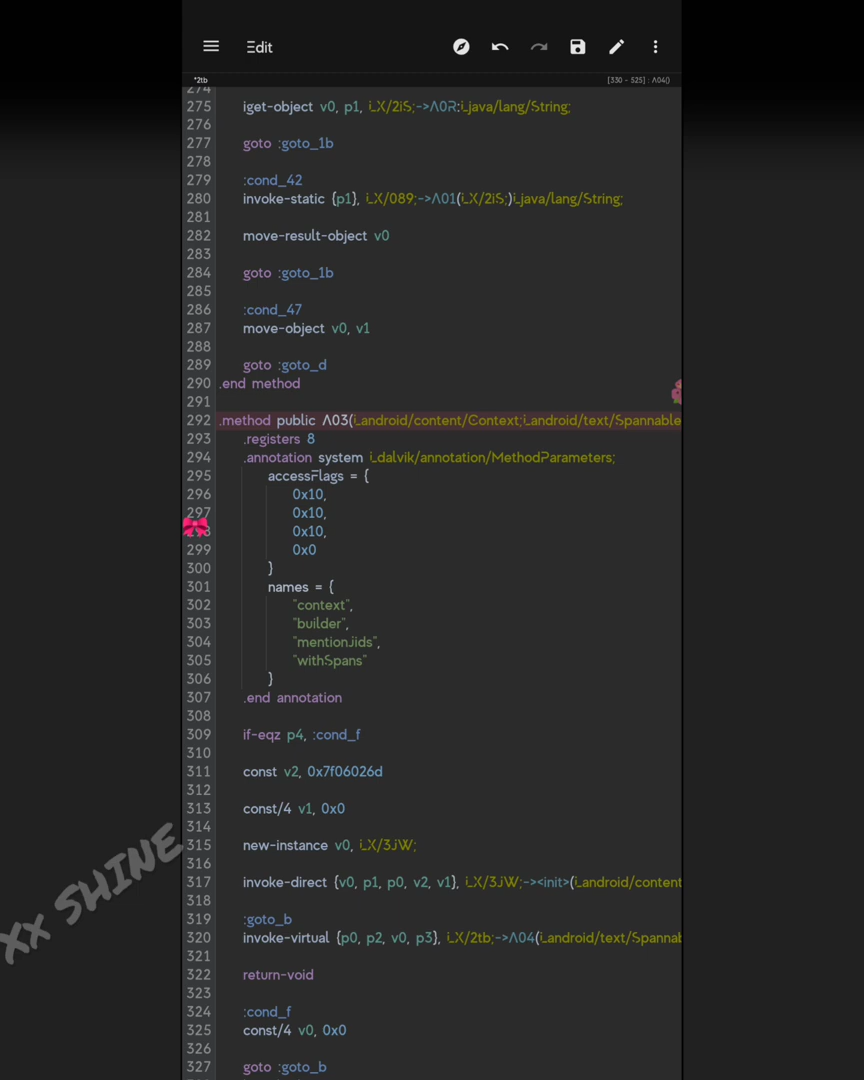 Edit
*2tb
[330 - 525] : A04()
274
275 iget-object v0, p1, LX/2iS;->A0R:Ljava/lang/String;
276
277 goto :goto_1b
278
279 :cond_42
280 invoke-static {p1}, LX/089;->A01(LX/2iS;)Ljava/lang/String;
281
282 move-result-object v0
283
284 goto :goto_1b
285
286 :cond_47
287 move-object v0, v1
288
289 goto :goto_d
290 .end method
291
292 .method public A03(Landroid/content/Context;Landroid/text/Spannable
293 .registers 8
294 .annotation system Ldalvik/annotation/MethodParameters;
295 accessFlags = {
296 0x10,
297 0x10,
298 0x10,
299 0x0
300 }
301 names = {
302 "context",
303 "builder",
304 "mentionJids",
305 "withSpans"
306 }
307 .end annotation
308
309 if-eqz p4, :cond_f
310
311 const v2, 0x7f06026d
312
313 const/4 v1, 0x0
314
315 new-instance v0, LX/3JW;
316
317 invoke-direct {v0, p1, p0, v2, v1}, LX/3JW;-><init>(Landroid/content
318
319 :goto_b
320 invoke-virtual {p0, p2, v0, p3}, LX/2tb;->A04(Landroid/text/Spannab
321
322 return-void
323
324 :cond_f
325 const/4 v0, 0x0
326
327 goto :goto_b
Xx SHINE